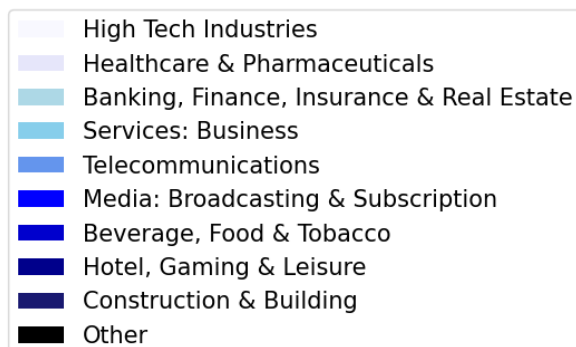 High Tech Industries
Healthcare & Pharmaceuticals
Banking, Finance, Insurance & Real Estate
Services: Business
Telecommunications
Media: Broadcasting & Subscription
Beverage, Food & Tobacco
Hotel, Gaming & Leisure
Construction & Building
Other